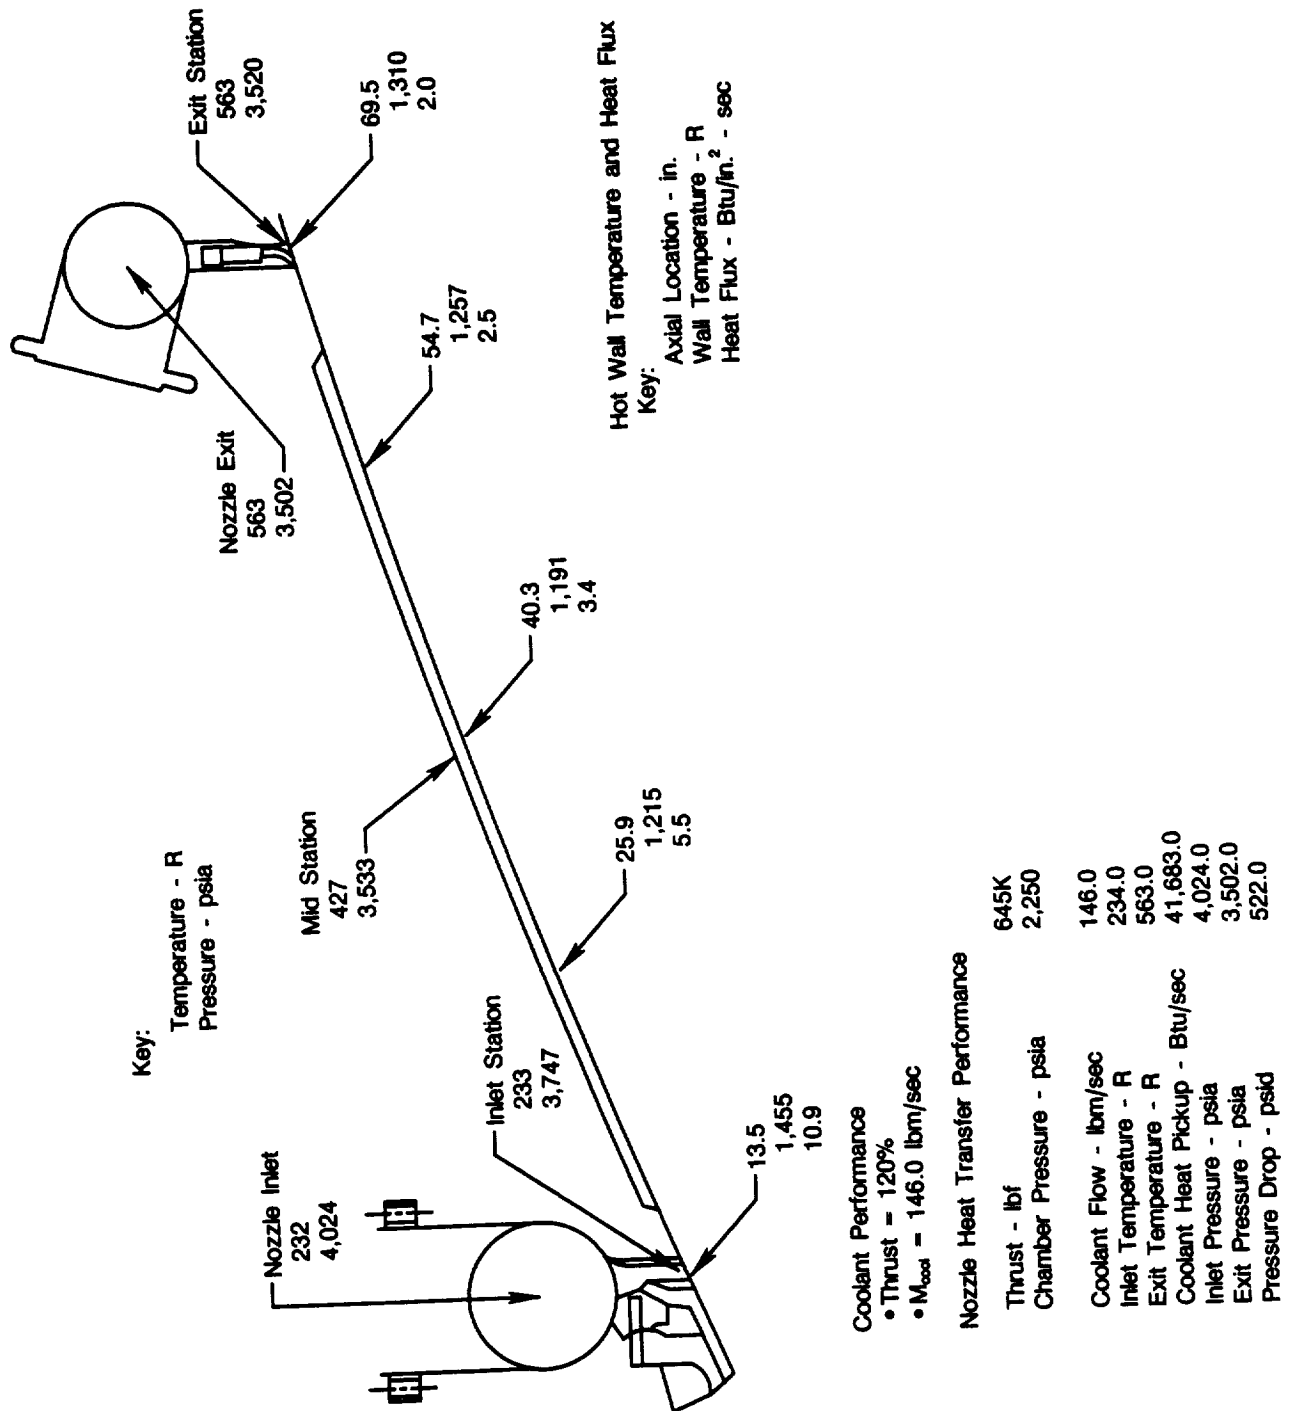 Key:
Temperature - R
Pressure - psia
Nozzle Inlet
232
4,024
Inlet Station
233
3,747
Mid Station
427
3,533
Nozzle Exit
563
3,502
Exit Station
563
3,520
13.5
1,455
10.9
25.9
1,215
5.5
40.3
1,191
3.4
54.7
1,257
2.5
69.5
1,310
2.0
Hot Wall Temperature and Heat Flux
Key:
Axial Location - in.
Wall Temperature - R
Heat Flux - Btu/in.² - sec
Coolant Performance
• Thrust = 120%
• Mcool = 146.0 lbm/sec
Nozzle Heat Transfer Performance
Thrust - lbf 645K
Chamber Pressure - psia 2,250
Coolant Flow - lbm/sec 146.0
Inlet Temperature - R 234.0
Exit Temperature - R 563.0
Coolant Heat Pickup - Btu/sec 41,683.0
Inlet Pressure - psia 4,024.0
Exit Pressure - psia 3,502.0
Pressure Drop - psid 522.0